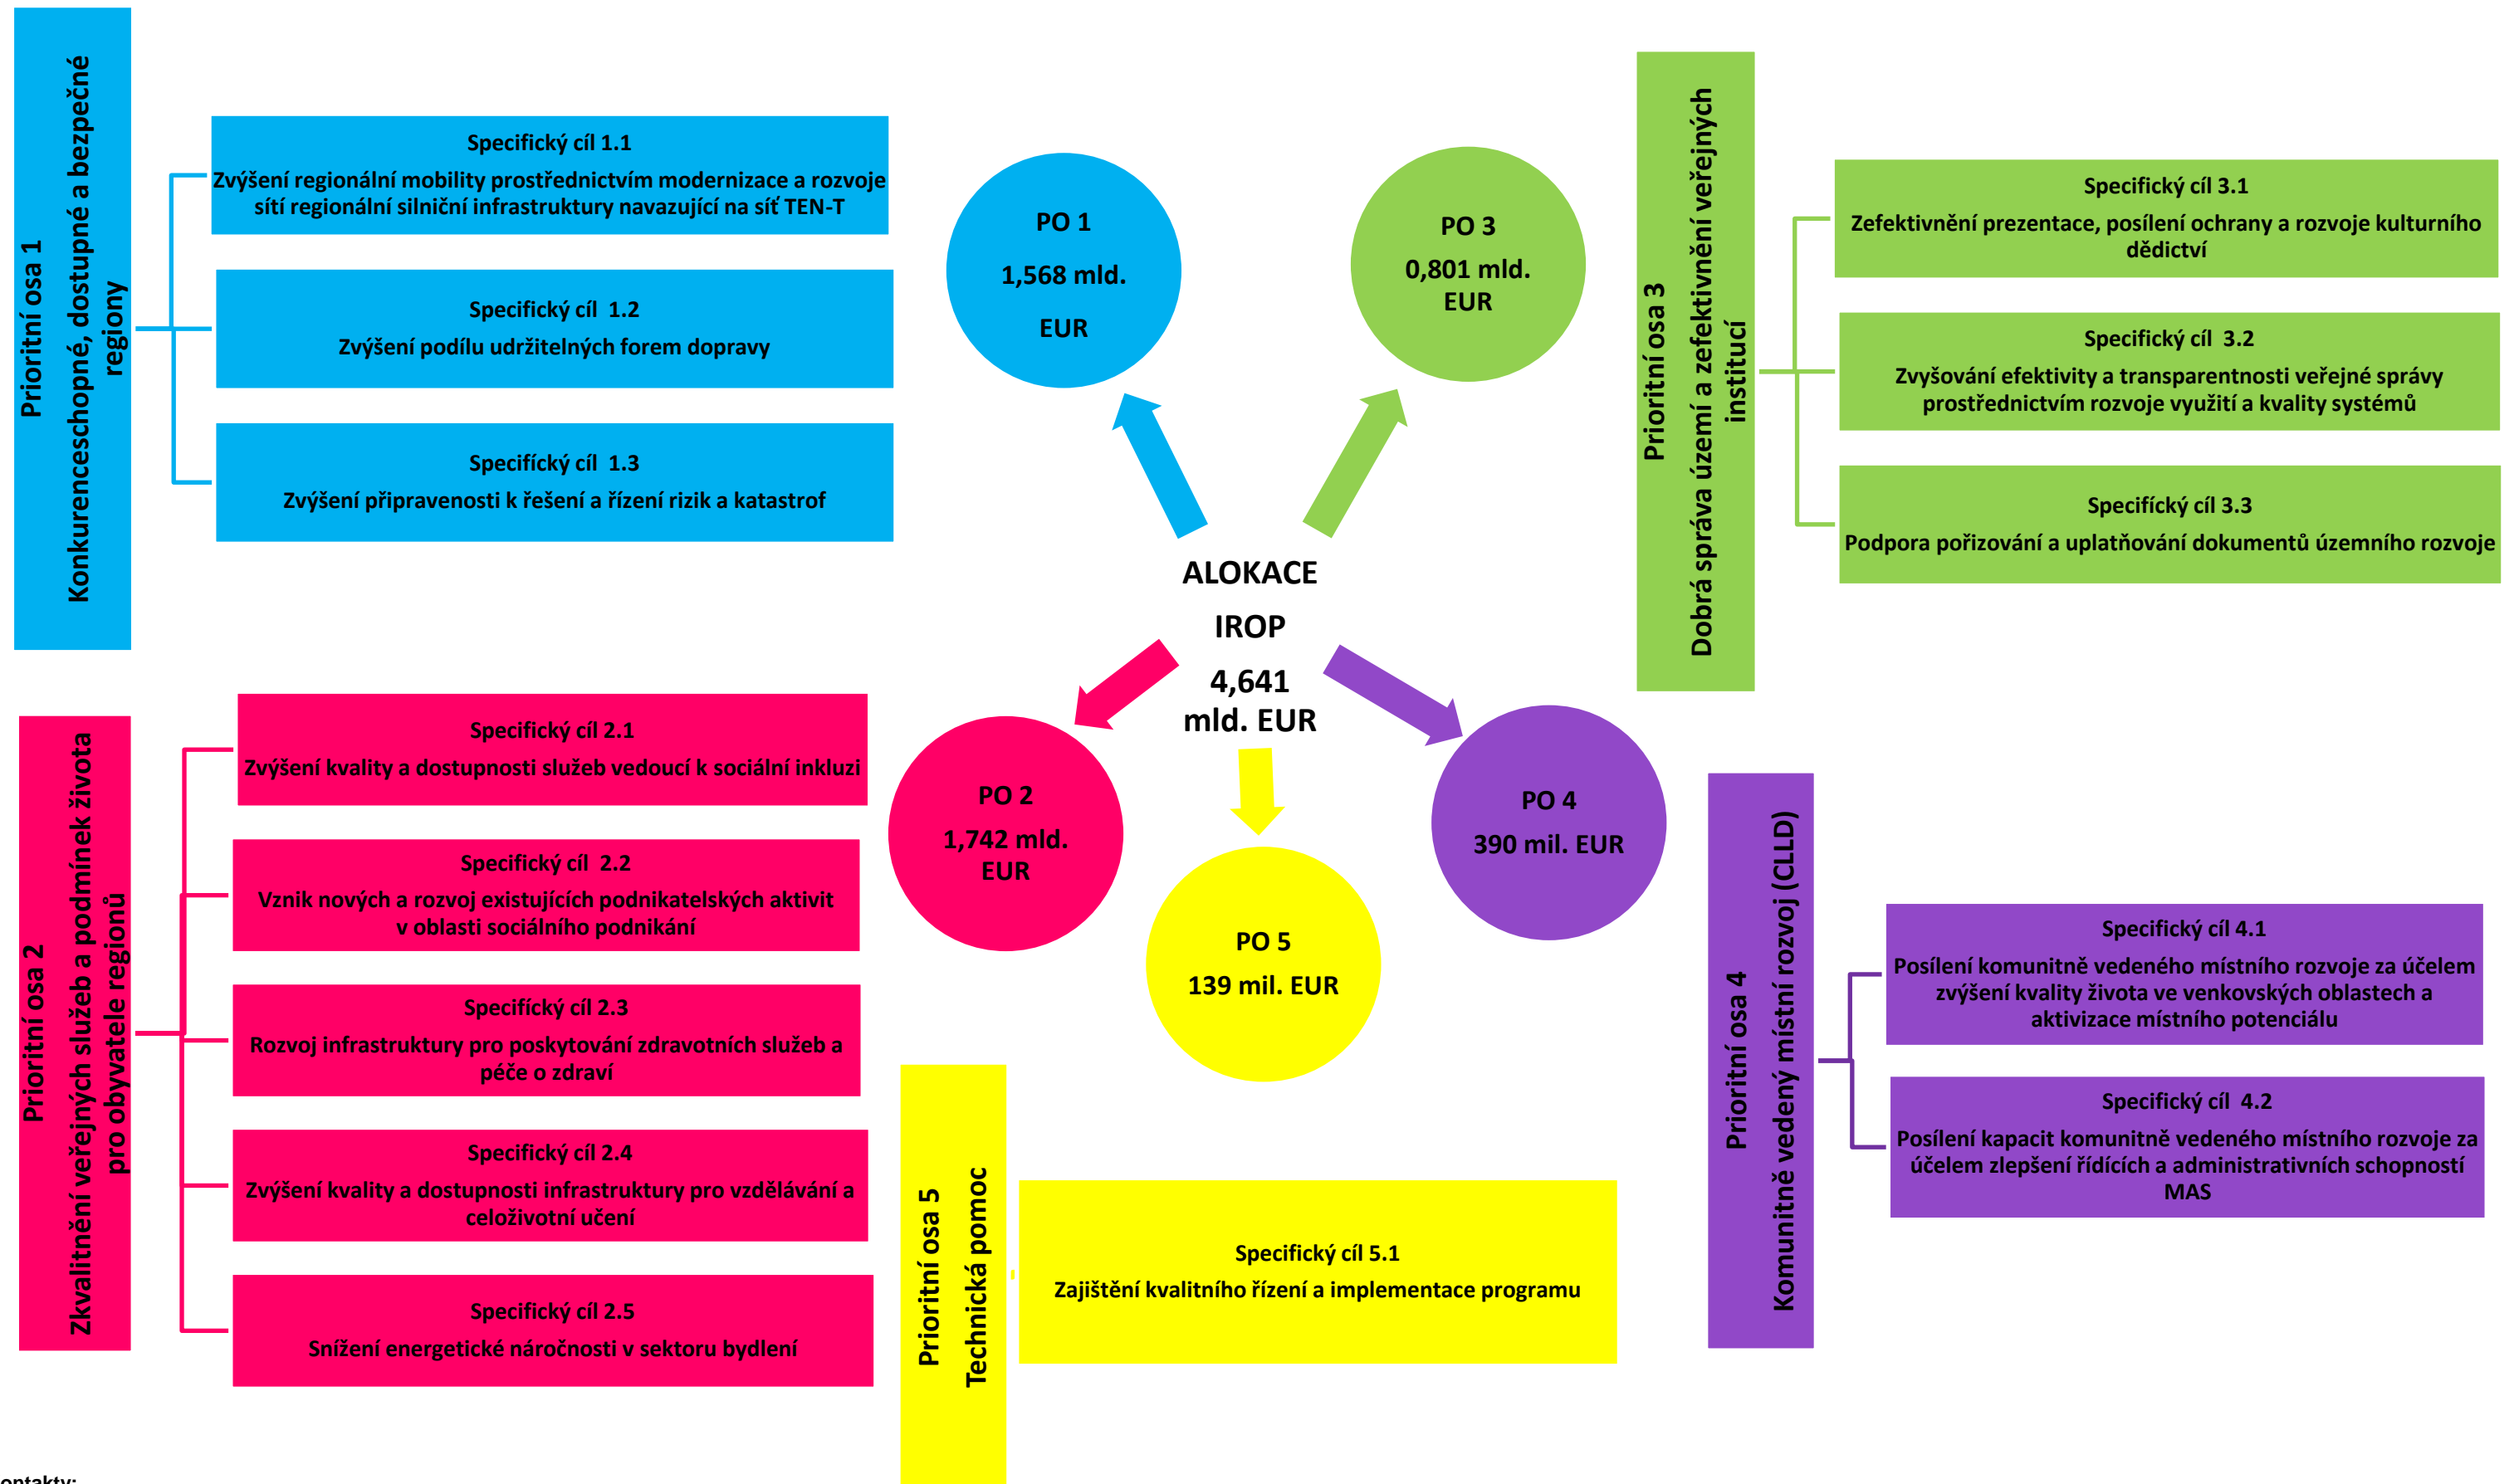 Prioritní osa 1
Konkurenceschopné, dostupné a bezpečné
regiony
Specifický cíl 1.1
Zvýšení regionální mobility prostřednictvím modernizace a rozvoje
sítí regionální silniční infrastruktury navazující na síť TEN-T
Specifický cíl 1.2
Zvýšení podílu udržitelných forem dopravy
Specifícký cíl 1.3
Zvýšení připravenosti k řešení a řízení rizik a katastrof
PO 1
1,568 mld.
EUR
PO 3
0,801 mld.
EUR
Prioritní osa 3
Dobrá správa území a zefektivnění veřejných
institucí
Specifický cíl 3.1
Zefektivnění prezentace, posílení ochrany a rozvoje kulturního
dědictví
Specifický cíl 3.2
Zvyšování efektivity a transparentnosti veřejné správy
prostřednictvím rozvoje využití a kvality systémů
Specifícký cíl 3.3
Podpora pořizování a uplatňování dokumentů územního rozvoje
ALOKACE
IROP
4,641
mld. EUR
Prioritní osa 2
Zkvalitnění veřejných služeb a podmínek života
pro obyvatele regionů
Specifický cíl 2.1
Zvýšení kvality a dostupnosti služeb vedoucí k sociální inkluzi
Specifický cíl 2.2
Vznik nových a rozvoj existujících podnikatelských aktivit
v oblasti sociálního podnikání
Specifícký cíl 2.3
Rozvoj infrastruktury pro poskytování zdravotních služeb a
péče o zdraví
Specifický cíl 2.4
Zvýšení kvality a dostupnosti infrastruktury pro vzdělávání a
celoživotní učení
Specifický cíl 2.5
Snížení energetické náročnosti v sektoru bydlení
PO 2
1,742 mld.
EUR
PO 5
139 mil. EUR
PO 4
390 mil. EUR
Prioritní osa 5
Technická pomoc
Specifický cíl 5.1
Zajištění kvalitního řízení a implementace programu
Prioritní osa 4
Komunitně vedený místní rozvoj (CLLD)
Specifický cíl 4.1
Posílení komunitně vedeného místního rozvoje za účelem
zvýšení kvality života ve venkovských oblastech a
aktivizace místního potenciálu
Specifický cíl 4.2
Posílení kapacit komunitně vedeného místního rozvoje za
účelem zlepšení řídících a administrativních schopností
MAS